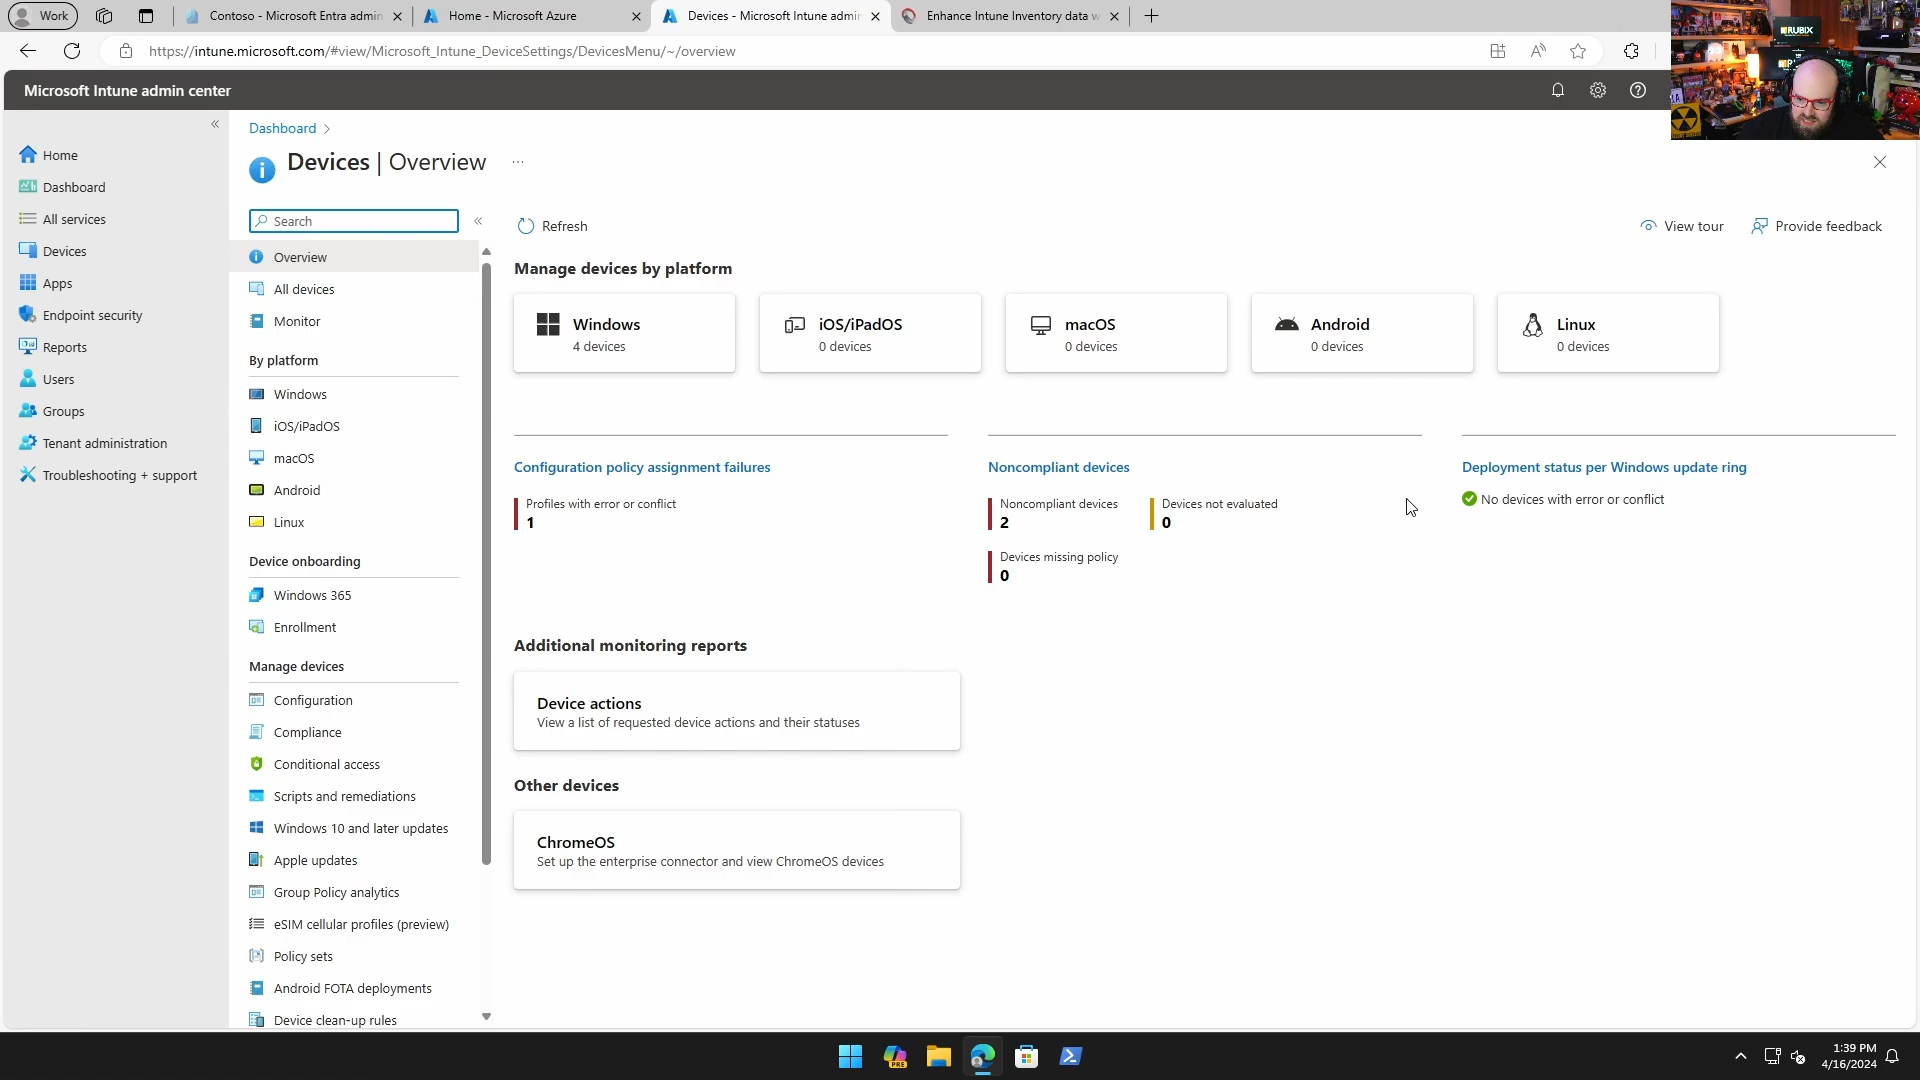 Work
Contoso - Microsoft Entra admin
Home - Microsoft Azure
Devices - Microsoft Intune admin
Enhance Intune Inventory data w
https://intune.microsoft.com/#view/Microsoft_Intune_DeviceSettings/DevicesMenu/~/overview
Microsoft Intune admin center
RUBIX
Home
Dashboard
All services
Devices
Apps
Endpoint security
Reports
Users
Groups
Tenant administration
Troubleshooting + support
Dashboard
Devices | Overview
Search
Overview
All devices
Monitor
By platform
Windows
iOS/iPadOS
macOS
Android
Linux
Device onboarding
Windows 365
Enrollment
Manage devices
Configuration
Compliance
Conditional access
Scripts and remediations
Windows 10 and later updates
Apple updates
Group Policy analytics
eSIM cellular profiles (preview)
Policy sets
Android FOTA deployments
Device clean-up rules
Refresh
View tour
Provide feedback
Manage devices by platform
Windows
4 devices
iOS/iPadOS
0 devices
macOS
0 devices
Android
0 devices
Linux
0 devices
Configuration policy assignment failures
Profiles with error or conflict
1
Noncompliant devices
Noncompliant devices
2
Devices not evaluated
0
Devices missing policy
0
Deployment status per Windows update ring
No devices with error or conflict
Additional monitoring reports
Device actions
View a list of requested device actions and their statuses
Other devices
ChromeOS
Set up the enterprise connector and view ChromeOS devices
PRE
1:39 PM
4/16/2024